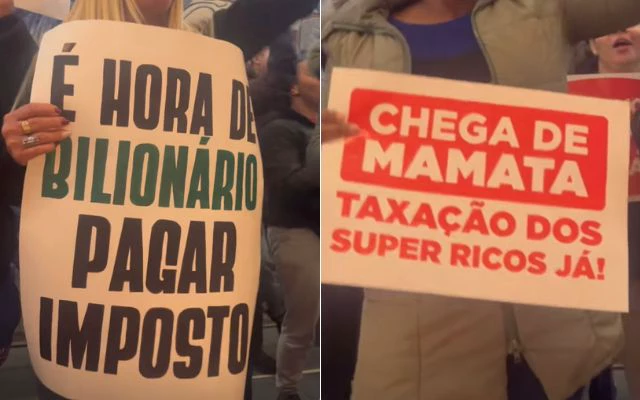 É HORA DE
BILIONÁRIO
PAGAR
IMPOSTO
CHEGA DE
MAMATA
TAXAÇÃO DOS
SUPER RICOS JÁ!